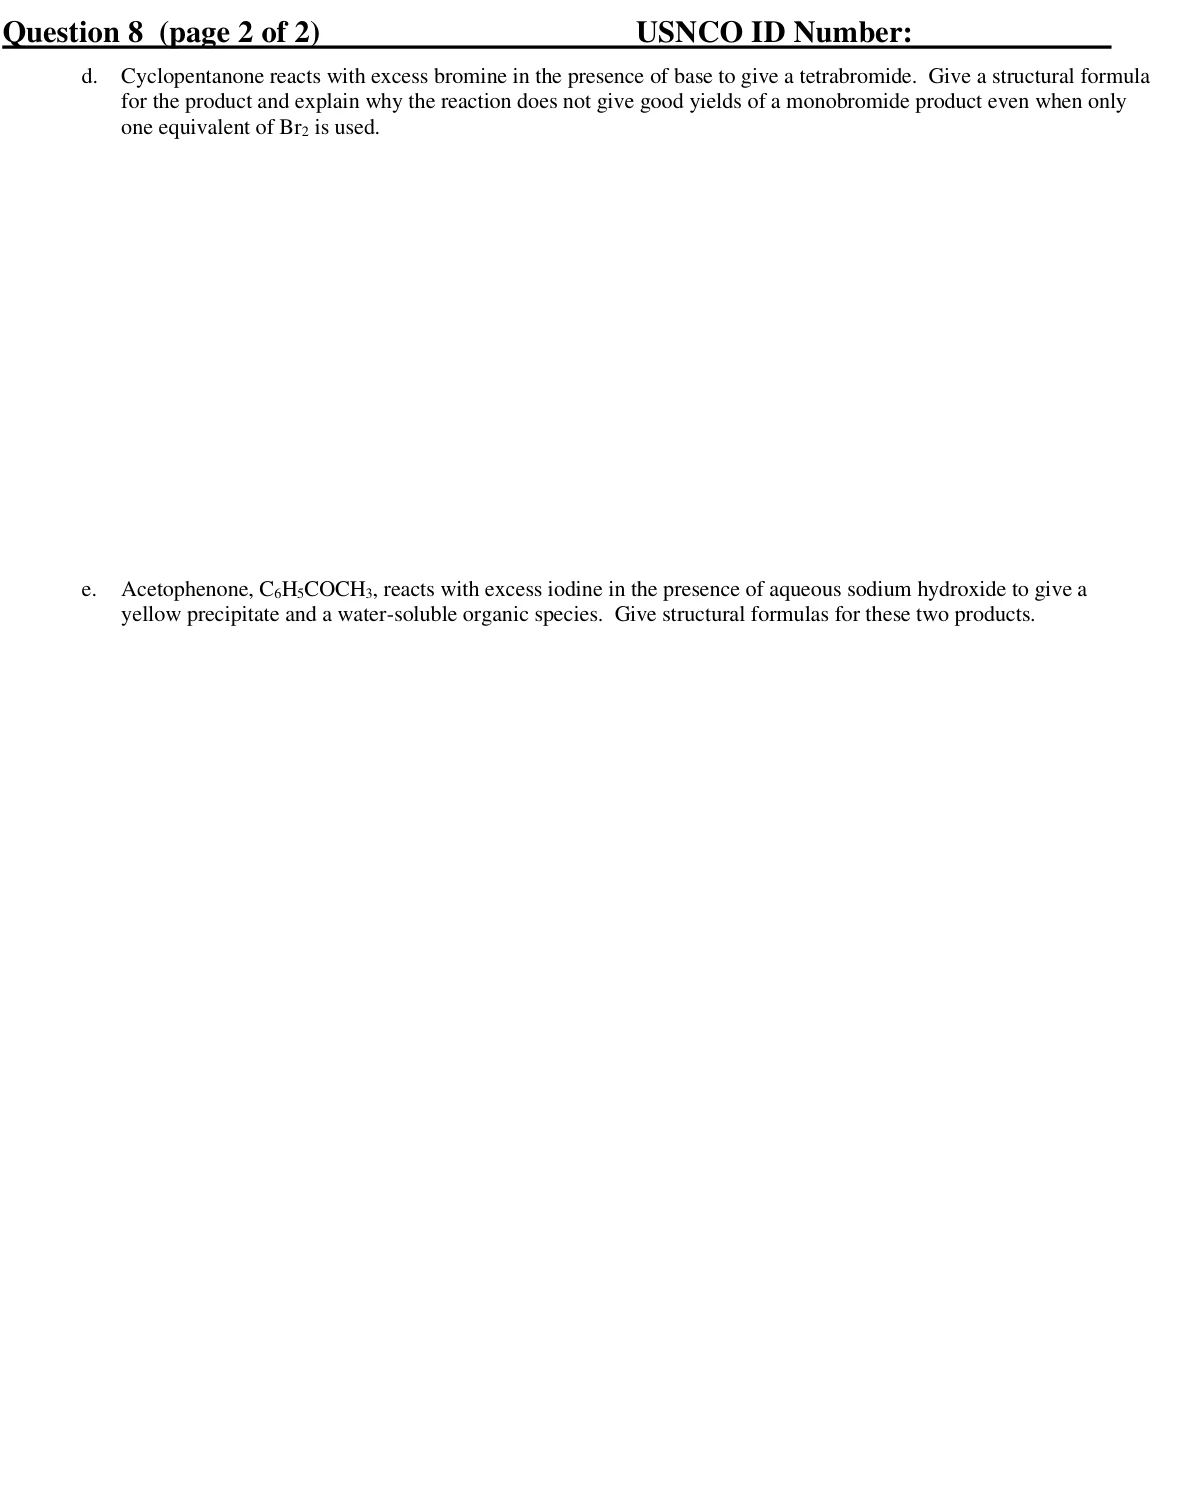 Question 8  (page 2 of 2)    USNCO ID Number:
d.   Cyclopentanone reacts with excess bromine in the presence of base to give a tetrabromide.  Give a structural formula
for the product and explain why the reaction does not give good yields of a monobromide product even when only
one equivalent of Br₂ is used.
e.   Acetophenone, C₆H₅COCH₃, reacts with excess iodine in the presence of aqueous sodium hydroxide to give a
yellow precipitate and a water-soluble organic species.  Give structural formulas for these two products.